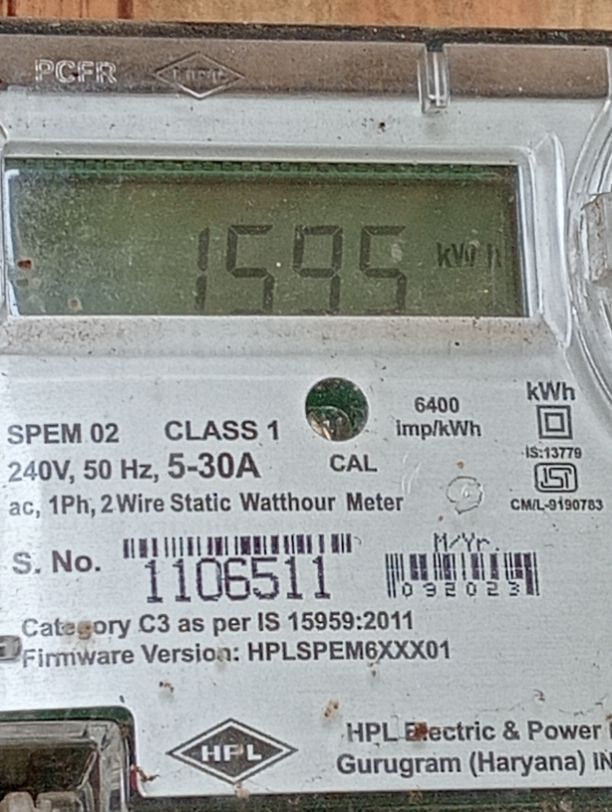 PCFR
1595 kWh
kWh
6400
imp/kWh
SPEM 02 CLASS 1
CAL
IS:13779
240V, 50 Hz, 5-30A
ac, 1Ph, 2 Wire Static Watthour Meter
CM/L-9190783
M/Yr.
S. No. 1106511
092023
Category C3 as per IS 15959:2011
Firmware Version: HPLSPEM6XXX01
HPL
HPL Electric & Power
Gurugram (Haryana) IN